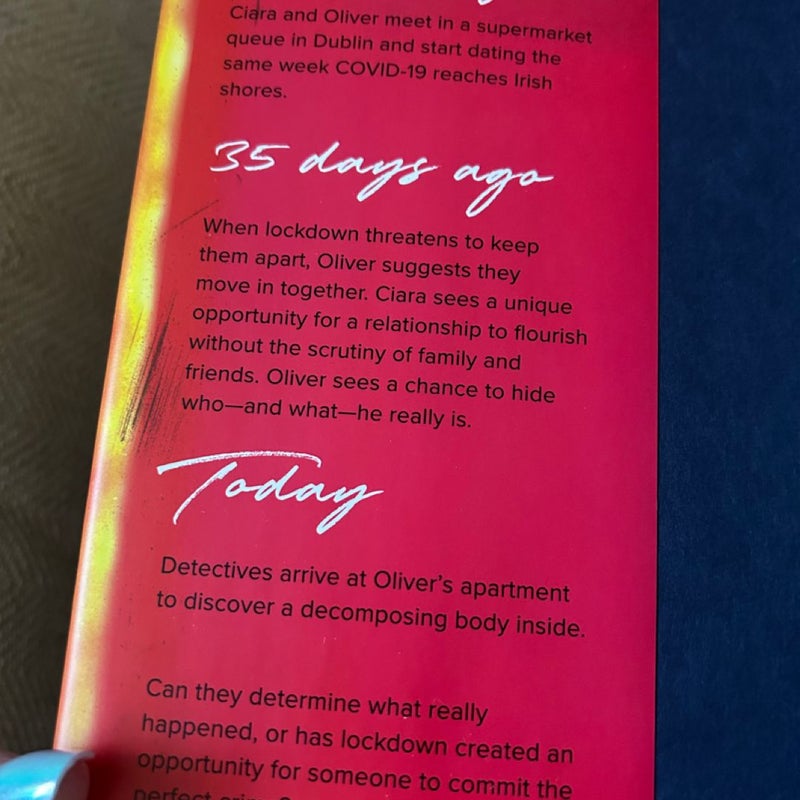 Ciara and Oliver meet in a supermarket
queue in Dublin and start dating the
same week COVID-19 reaches Irish
shores.
35 days ago
When lockdown threatens to keep
them apart, Oliver suggests they
move in together. Ciara sees a unique
opportunity for a relationship to flourish
without the scrutiny of family and
friends. Oliver sees a chance to hide
who—and what—he really is.
Today
Detectives arrive at Oliver's apartment
to discover a decomposing body inside.
Can they determine what really
happened, or has lockdown created an
opportunity for someone to commit the
perfect